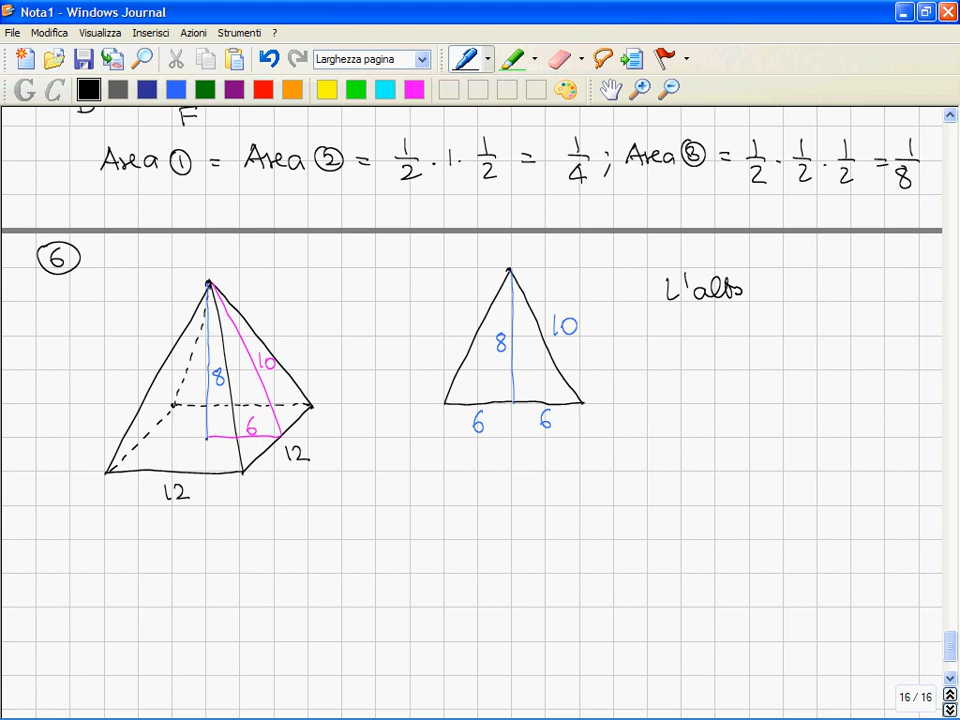 Nota1 - Windows Journal
File Modifica Visualizza Inserisci Azioni Strumenti ?
Larghezza pagina
F
Area ① = Area ② = 1/2 · 1 · 1/2 = 1/4 ; Area ③ = 1/2 · 1/2 · 1/2 = 1/8
⑥
L'altə
10
8
6
12
12
8
10
6
6
16 / 16